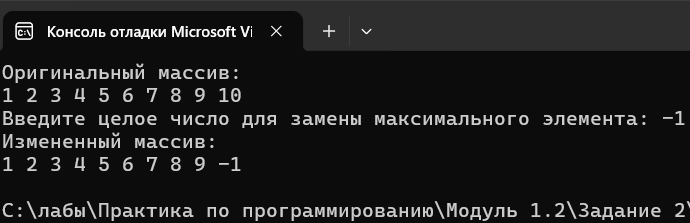 Консоль отладки Microsoft Vi
Оригинальный массив:
1 2 3 4 5 6 7 8 9 10
Введите целое число для замены максимального элемента: -1
Измененный массив:
1 2 3 4 5 6 7 8 9 -1
C:\лабы\Практика по программированию\Модуль 1.2\Задание 2\